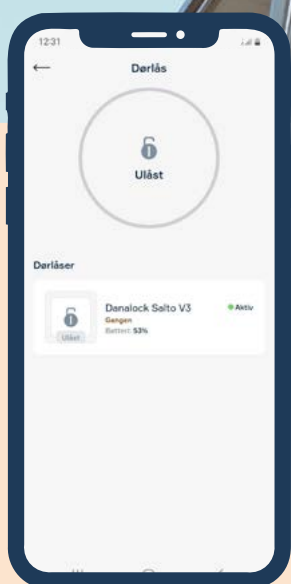 12:31
Dørlås
Ulåst
Dørlåser
Danalock Salto V3
Aktiv
Gangen
Batteri: 53%
Ulåst